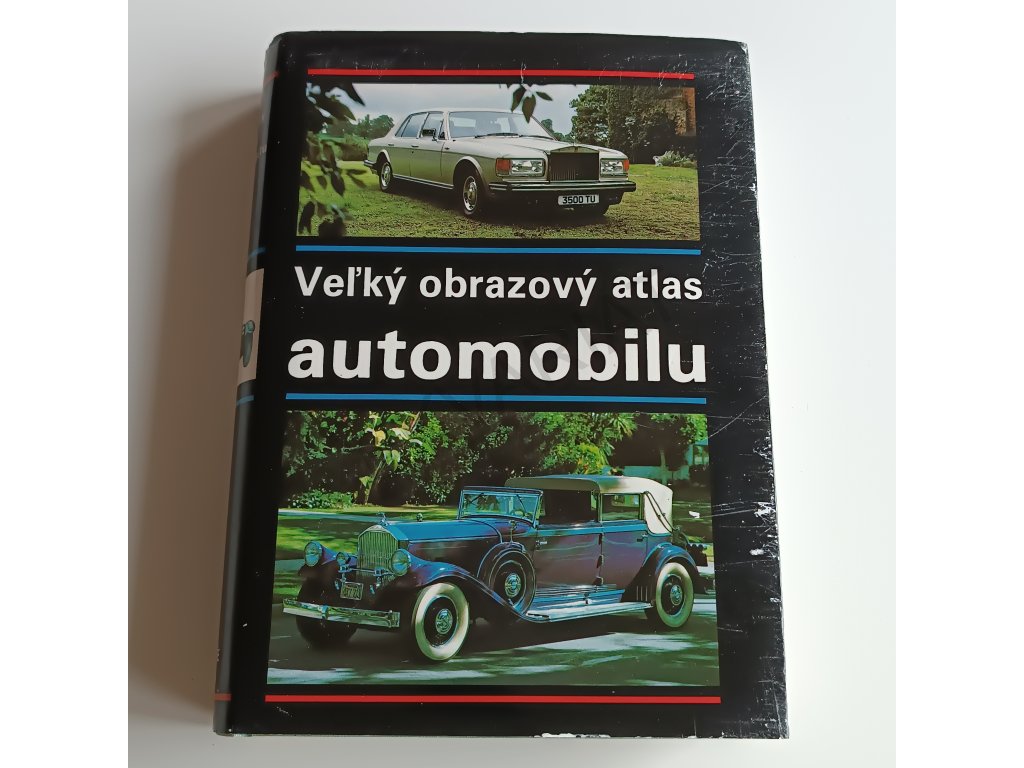 3500 TU
Veľký obrazový atlas
automobilu